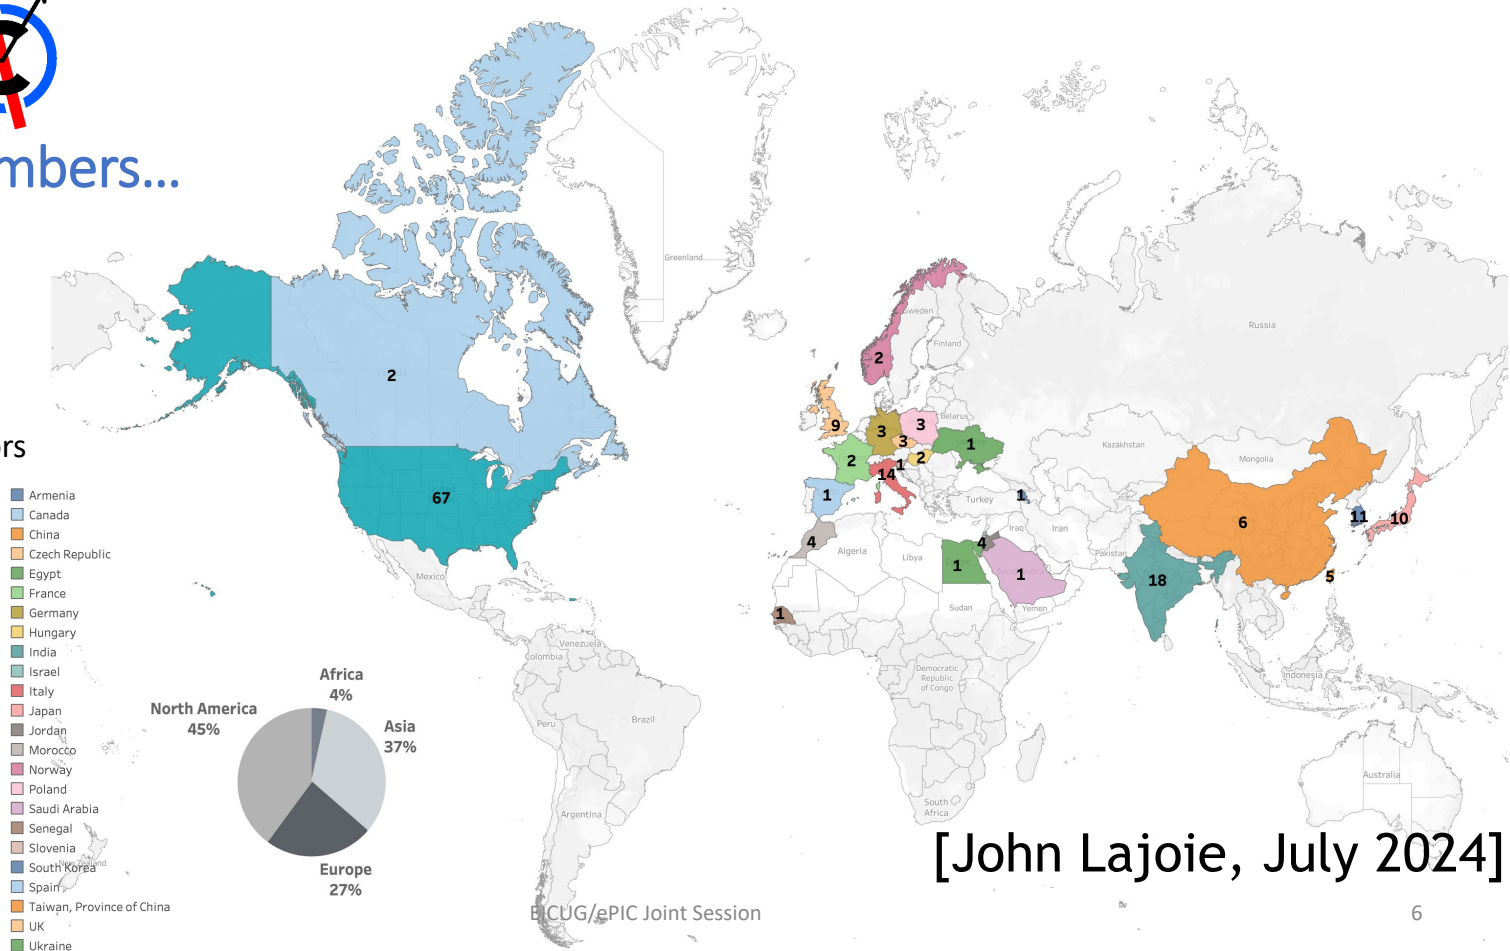 mbers...
Greenland
Sweden
Finland
Russia
2
2
9
3
3
Belarus
3
1
Kazakhstan
Mongolia
2
1
2
14
ors
67
1
Turkey
1
6
11
10
4
Algeria
Libya
1
4
Iraq
Iran
1
Pakistan
18
5
Mexico
Sudan
Yemen
1
Venezuela
Colombia
Democratic
Republic
of Congo
Indonesia
Peru
Brazil
Australia
South
Africa
Argentina
New Zealand
Armenia
Canada
China
Czech Republic
Egypt
France
Germany
Hungary
India
Israel
Italy
Japan
Jordan
Morocco
Norway
Poland
Saudi Arabia
Senegal
Slovenia
South Korea
Spain
Taiwan, Province of China
UK
Ukraine
Africa
4%
North America
45%
Asia
37%
Europe
27%
[John Lajoie, July 2024]
EICUG/ePIC Joint Session
6